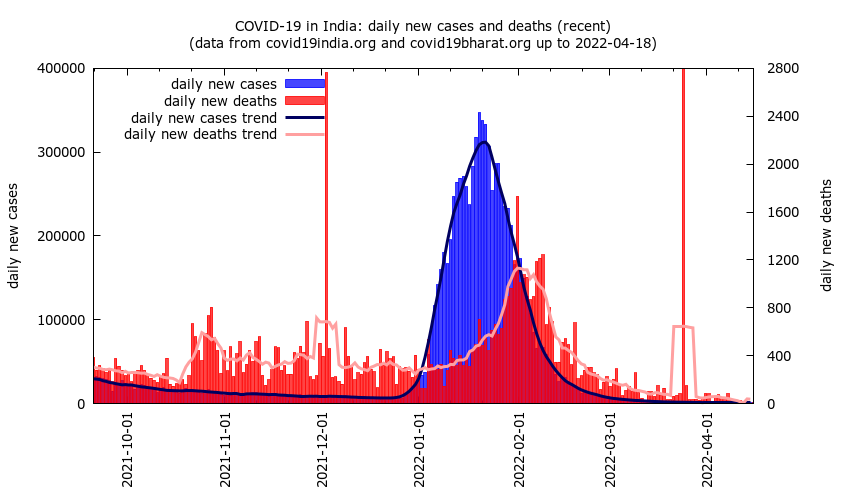 COVID-19 in India: daily new cases and deaths (recent)
(data from covid19india.org and covid19bharat.org up to 2022-04-18)
daily new cases
daily new deaths
daily new cases trend
daily new deaths trend
400000
300000
200000
100000
0
daily new cases
2800
2400
2000
1600
1200
800
400
0
daily new deaths
2021-10-01
2021-11-01
2021-12-01
2022-01-01
2022-02-01
2022-03-01
2022-04-01